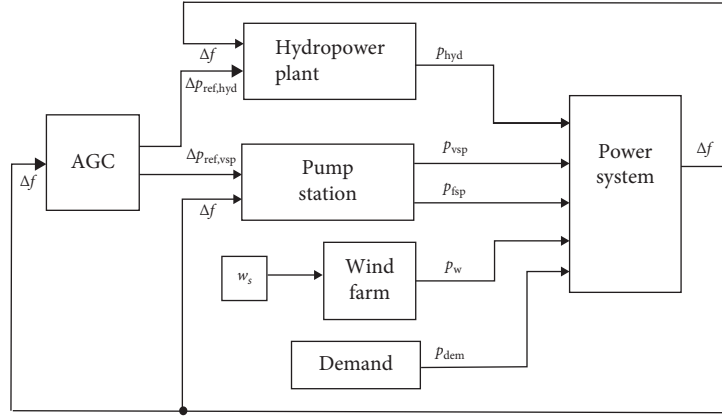 Δf
Hydropower
plant
p_hyd
Δp_ref,hyd
AGC
Δf
Δp_ref,vsp
Pump
station
Δf
p_vsp
p_fsp
Power
system
Δf
w_s
Wind
farm
p_w
Demand
p_dem